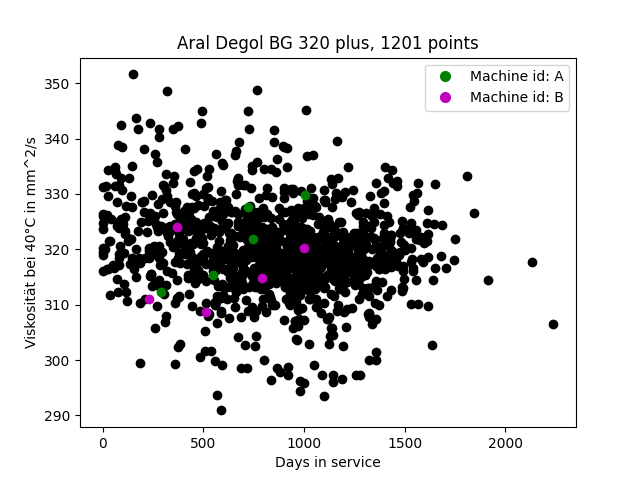 Aral Degol BG 320 plus, 1201 points
Machine id: A
Machine id: B
Viskosität bei 40°C in mm^2/s
350
340
330
320
310
300
290
0
500
1000
1500
2000
Days in service